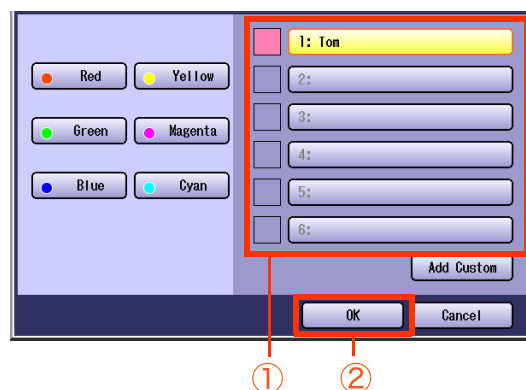 Red
Yellow
Green
Magenta
Blue
Cyan
1: Tom
2:
3:
4:
5:
6:
Add Custom
OK
Cancel
① ②